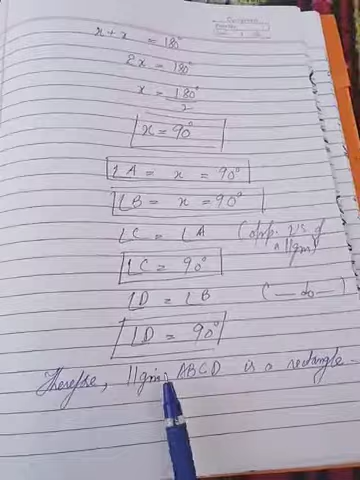 x + x = 180°
2x = 180°
x = 180°/2
x = 90°
∠A = x = 90°
∠B = x = 90°
∠C = ∠A (opp. ∠s of a ||gm)
∠C = 90°
∠D = ∠B (—do—)
∠D = 90°
Therefore, ||gm ABCD is a rectangle